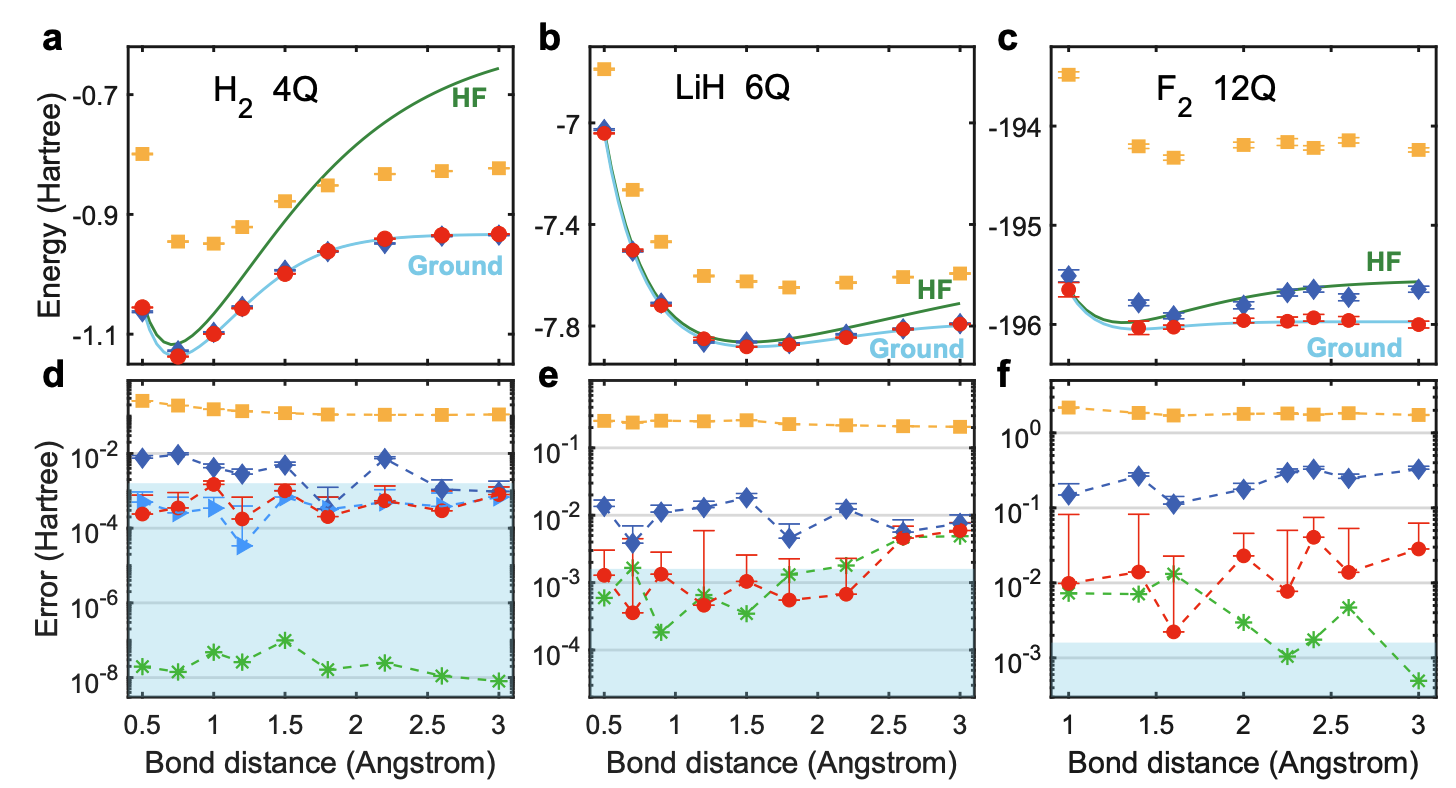 a
b
c
H2 4Q
LiH 6Q
F2 12Q
HF
Ground
HF
Ground
HF
Ground
Energy (Hartree)
-0.7
-0.9
-1.1
-7
-7.4
-7.8
-194
-195
-196
d
e
f
Error (Hartree)
10-2
10-4
10-6
10-8
10-1
10-2
10-3
10-4
100
10-1
10-2
10-3
0.5 1 1.5 2 2.5 3
0.5 1 1.5 2 2.5 3
1 1.5 2 2.5 3
Bond distance (Angstrom)
Bond distance (Angstrom)
Bond distance (Angstrom)